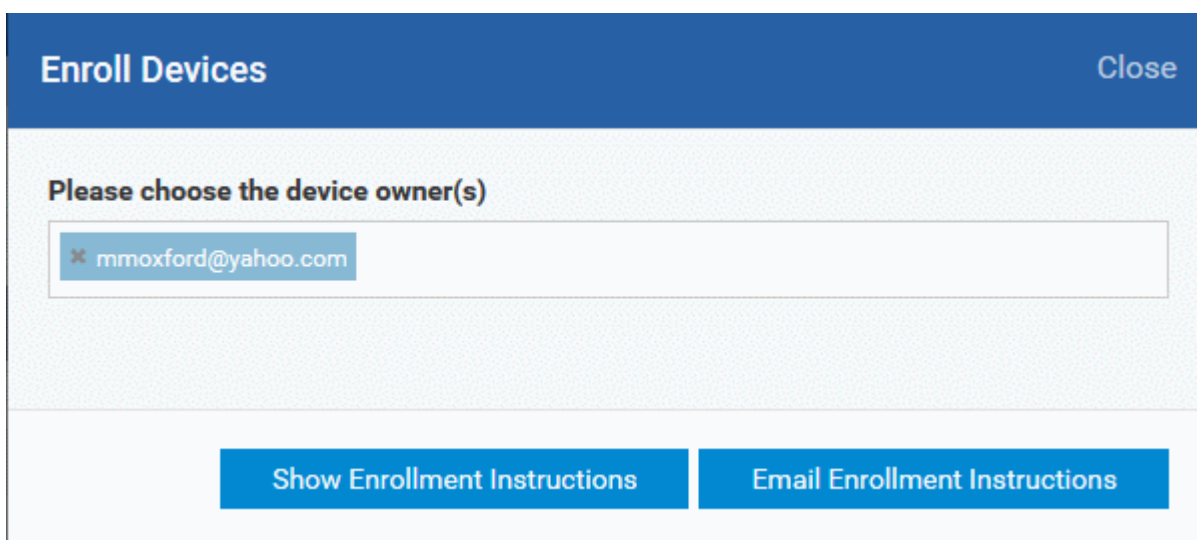 Enroll Devices
Close
Please choose the device owner(s)
✖ mmoxford@yahoo.com
Show Enrollment Instructions
Email Enrollment Instructions